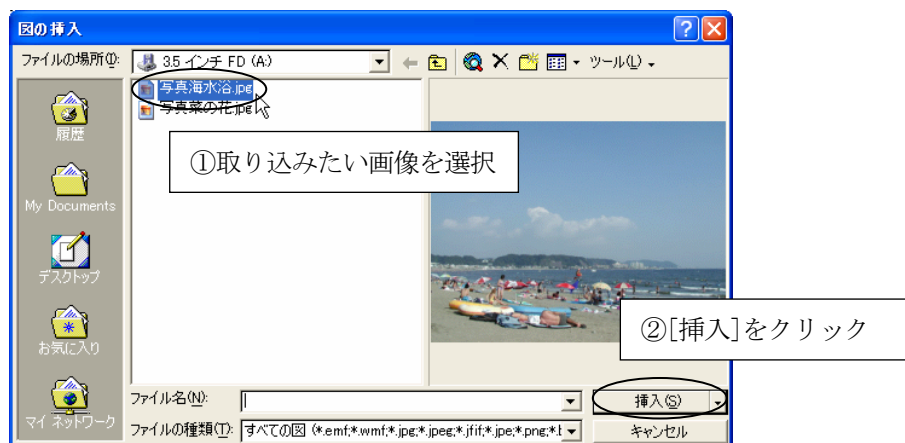 図の挿入
ファイルの場所(I):
3.5 インチ FD (A:)
ツール(L)
履歴
My Documents
デスクトップ
お気に入り
マイ ネットワーク
写真海水浴.jpg
写真菜の花.jpg
①取り込みたい画像を選択
②[挿入]をクリック
ファイル名(N):
挿入(S)
ファイルの種類(T):
すべての図 (*.emf;*.wmf;*.jpg;*.jpeg;*.jfif;*.jpe;*.png;*.t
キャンセル